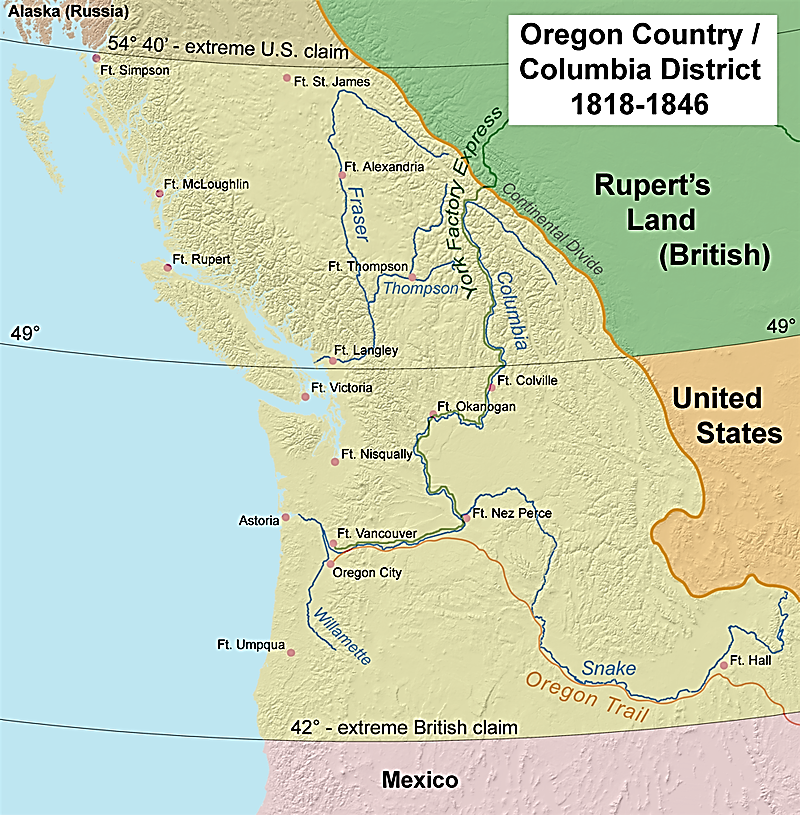 Alaska (Russia)
54° 40' - extreme U.S. claim
Oregon Country /
Columbia District
1818-1846
Ft. Simpson
Ft. St. James
York Factory Express
Ft. Alexandria
Ft. McLoughlin
Fraser
Continental Divide
Rupert's
Land
(British)
Ft. Rupert
Ft. Thompson
Thompson
Columbia
49°
49°
Ft. Langley
Ft. Victoria
Ft. Colville
Ft. Okanogan
United
States
Ft. Nisqually
Astoria
Ft. Nez Perce
Ft. Vancouver
Oregon City
Willamette
Ft. Umpqua
Snake
Ft. Hall
Oregon Trail
42° - extreme British claim
Mexico